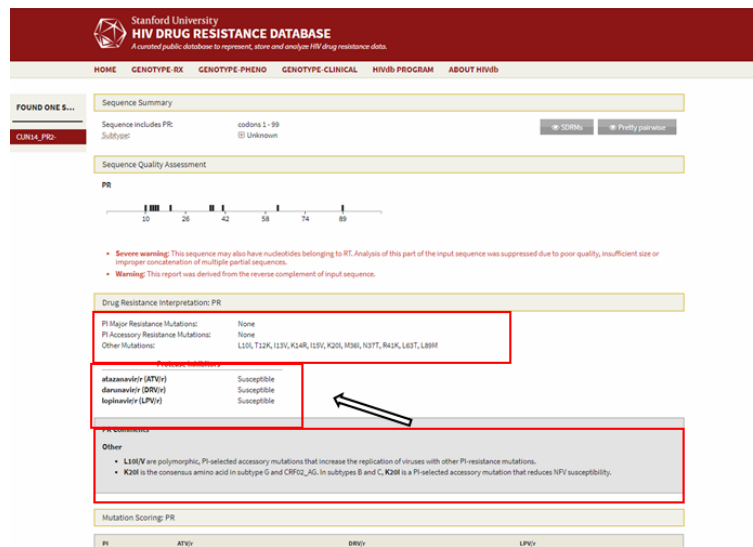 Stanford University
HIV DRUG RESISTANCE DATABASE
A curated public database to represent, store and analyze HIV drug resistance data.
HOME GENOTYPE-RX GENOTYPE-PHENO GENOTYPE-CLINICAL HIVdb PROGRAM ABOUT HIVdb
FOUND ONE S...
CUN14_PR2-
Sequence Summary
Sequence includes PR: codons 1 - 99
Subtype: Unknown
SDRMs Pretty pairwise
Sequence Quality Assessment
PR
10 26 42 58 74 89
Severe warning: This sequence may also have nucleotides belonging to RT. Analysis of this part of the input sequence was suppressed due to poor quality, insufficient size or
improper concatenation of multiple partial sequences.
Warning: This report was derived from the reverse complement of input sequence.
Drug Resistance Interpretation: PR
PI Major Resistance Mutations: None
PI Accessory Resistance Mutations: None
Other Mutations: L10I, T12K, I13V, K14R, I15V, K20I, M36I, N37T, R41K, L63T, L89M
Protease Inhibitors
atazanavir/r (ATV/r) Susceptible
darunavir/r (DRV/r) Susceptible
lopinavir/r (LPV/r) Susceptible
PR Comments
Other
L10I/V are polymorphic, PI-selected accessory mutations that increase the replication of viruses with other PI-resistance mutations.
K20I is the consensus amino acid in subtype G and CRF02_AG. In subtypes B and C, K20I is a PI-selected accessory mutation that reduces NFV susceptibility.
Mutation Scoring: PR
PI ATV/r DRV/r LPV/r